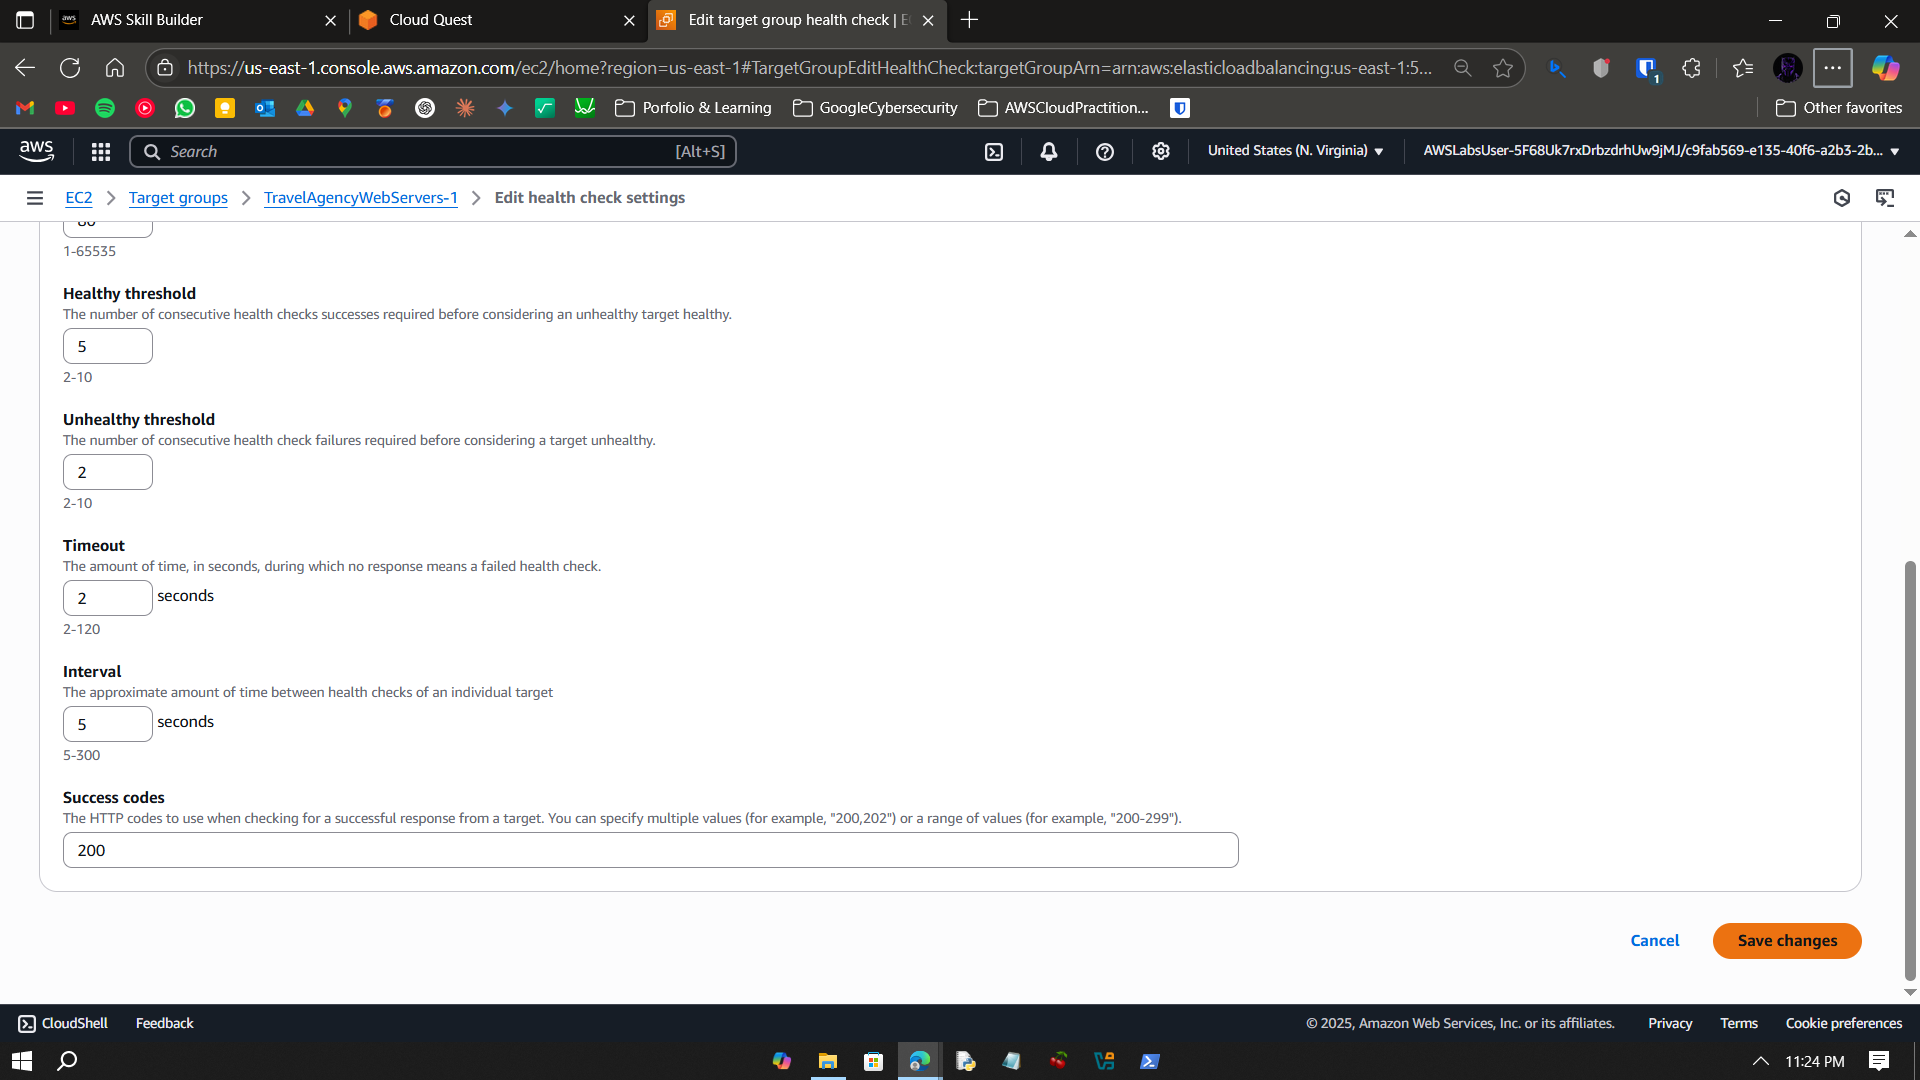 AWS Skill Builder
Cloud Quest
Edit target group health check | E
https://us-east-1.console.aws.amazon.com/ec2/home?region=us-east-1#TargetGroupEditHealthCheck:targetGroupArn=arn:aws:elasticloadbalancing:us-east-1:5...
1
Porfolio & Learning
GoogleCybersecurity
AWSCloudPractition...
Other favorites
aws
Search
[Alt+S]
United States (N. Virginia)
AWSLabsUser-5F68Uk7rxDrbzdrhUw9jMJ/c9fab569-e135-40f6-a2b3-2b...
EC2 > Target groups > TravelAgencyWebServers-1 > Edit health check settings
80
1-65535
Healthy threshold
The number of consecutive health checks successes required before considering an unhealthy target healthy.
5
2-10
Unhealthy threshold
The number of consecutive health check failures required before considering a target unhealthy.
2
2-10
Timeout
The amount of time, in seconds, during which no response means a failed health check.
2 seconds
2-120
Interval
The approximate amount of time between health checks of an individual target
5 seconds
5-300
Success codes
The HTTP codes to use when checking for a successful response from a target. You can specify multiple values (for example, "200,202") or a range of values (for example, "200-299").
200
Cancel
Save changes
CloudShell
Feedback
© 2025, Amazon Web Services, Inc. or its affiliates.
Privacy
Terms
Cookie preferences
11:24 PM